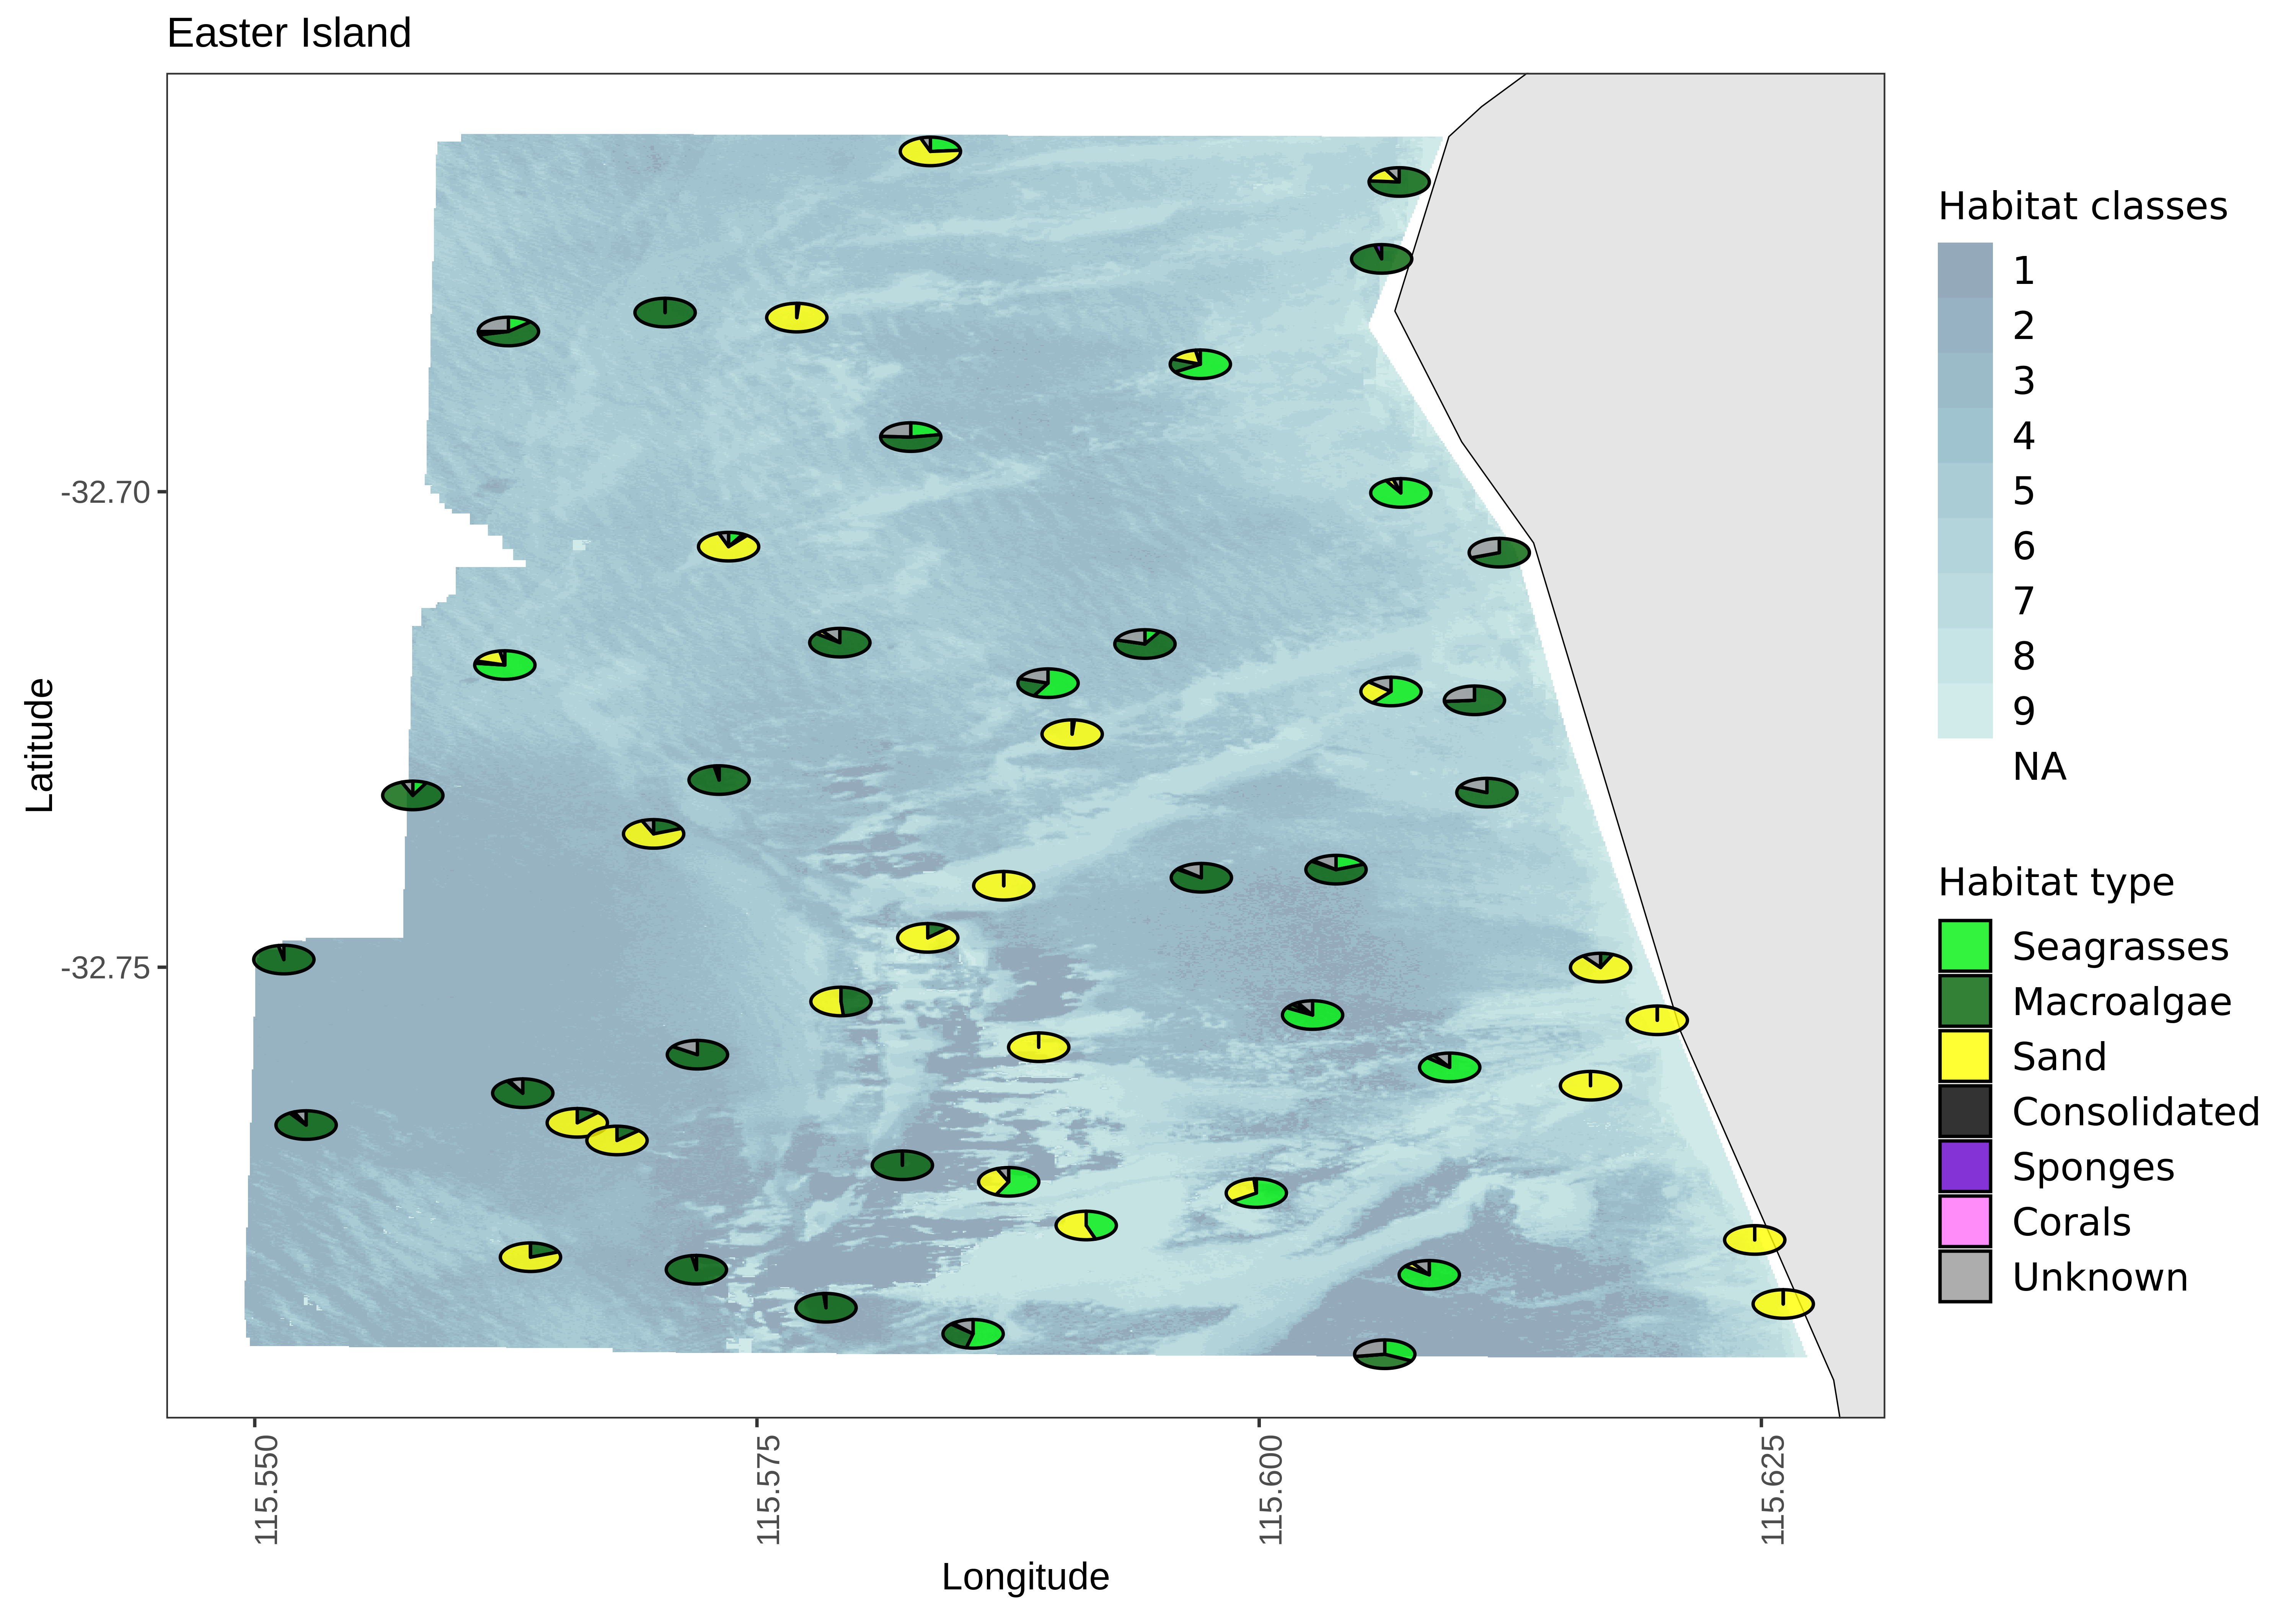 Easter Island
Latitude
-32.70
-32.75
115.550
115.575
115.600
115.625
Longitude
Habitat classes
1
2
3
4
5
6
7
8
9
NA
Habitat type
Seagrasses
Macroalgae
Sand
Consolidated
Sponges
Corals
Unknown